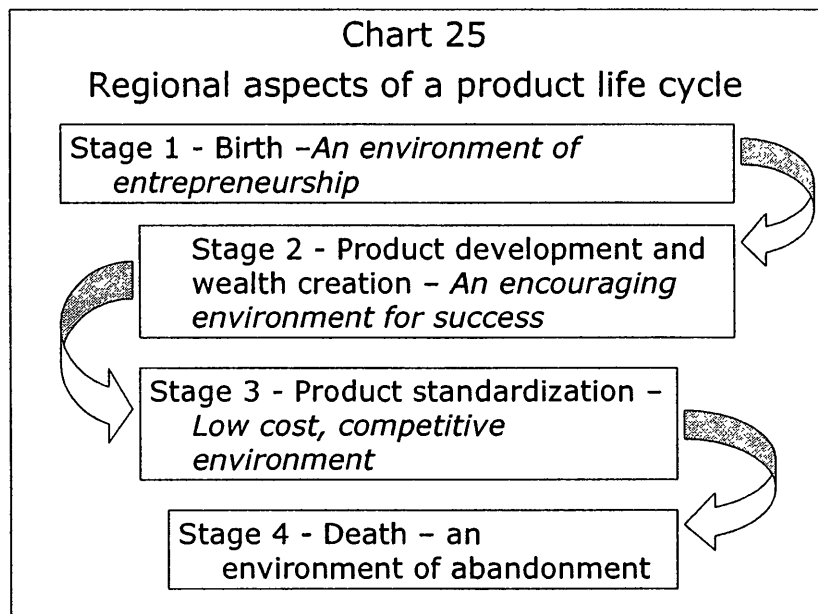 Chart 25
Regional aspects of a product life cycle
Stage 1 - Birth –An environment of
entrepreneurship
Stage 2 - Product development and
wealth creation – An encouraging
environment for success
Stage 3 - Product standardization –
Low cost, competitive
environment
Stage 4 - Death – an
environment of abandonment